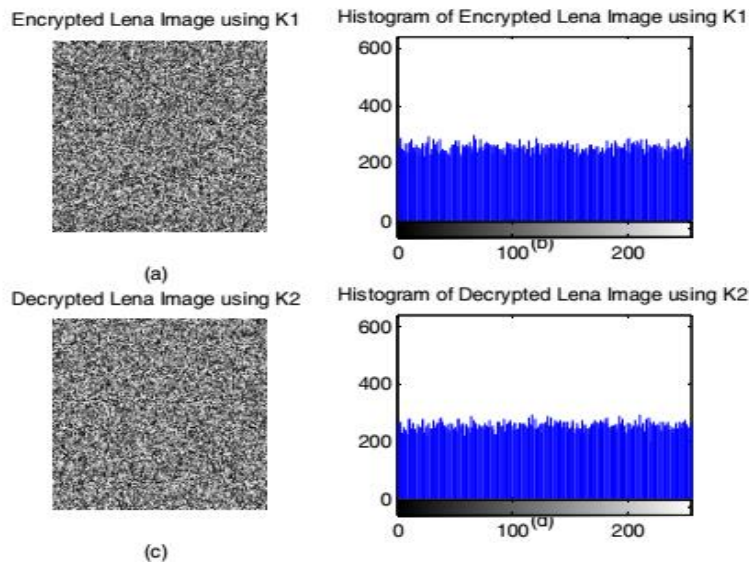 Encrypted Lena Image using K1
Histogram of Encrypted Lena Image using K1
600
400
200
0
0
100
200
(a)
(b)
Decrypted Lena Image using K2
Histogram of Decrypted Lena Image using K2
600
400
200
0
0
100
200
(c)
(d)